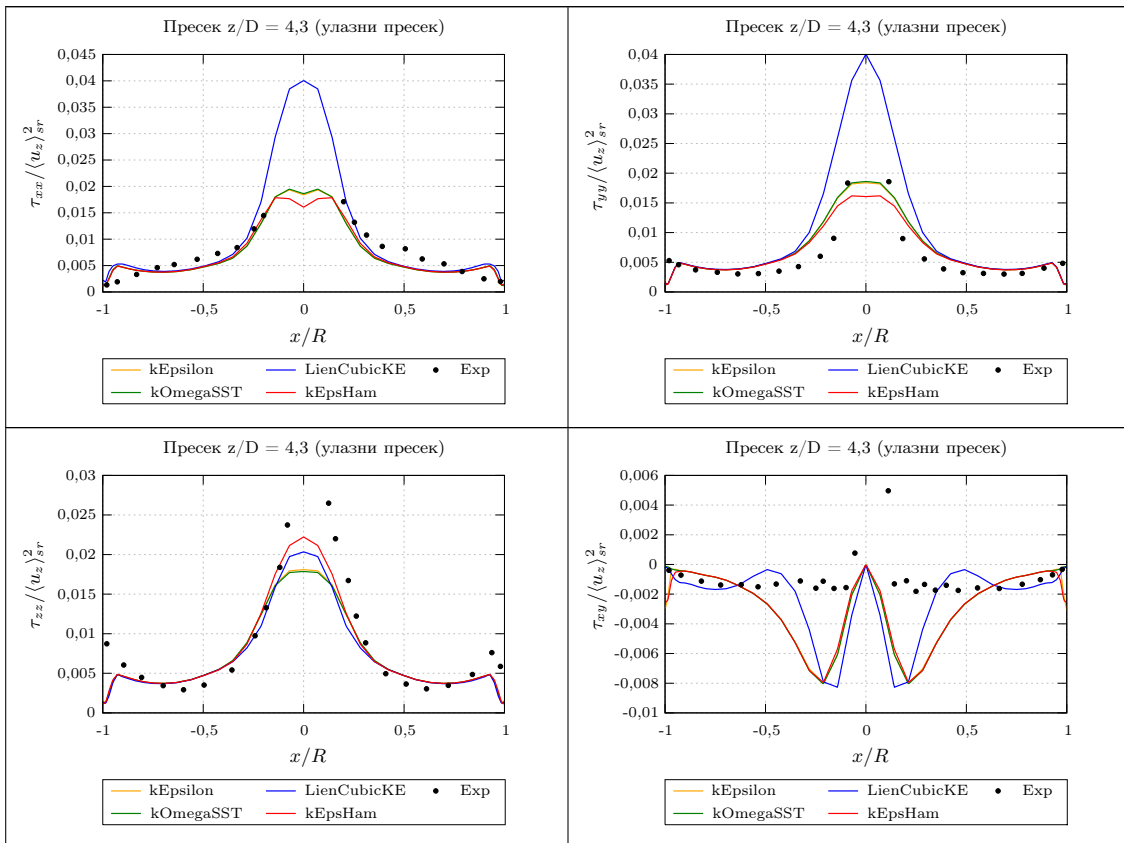 Пресек z/D = 4,3 (улазни пресек)
0,045
0,04
0,035
0,03
0,025
0,02
0,015
0,01
0,005
0
τxx/⟨uz⟩²sr
-1 -0,5 0 0,5 1
x/R
kEpsilon LienCubicKE Exp
kOmegaSST kEpsHam
Пресек z/D = 4,3 (улазни пресек)
0,04
0,035
0,03
0,025
0,02
0,015
0,01
0,005
0
τyy/⟨uz⟩²sr
-1 -0,5 0 0,5 1
x/R
kEpsilon LienCubicKE Exp
kOmegaSST kEpsHam
Пресек z/D = 4,3 (улазни пресек)
0,03
0,025
0,02
0,015
0,01
0,005
0
τzz/⟨uz⟩²sr
-1 -0,5 0 0,5 1
x/R
kEpsilon LienCubicKE Exp
kOmegaSST kEpsHam
Пресек z/D = 4,3 (улазни пресек)
0,006
0,004
0,002
0
-0,002
-0,004
-0,006
-0,008
-0,01
τxy/⟨uz⟩²sr
-1 -0,5 0 0,5 1
x/R
kEpsilon LienCubicKE Exp
kOmegaSST kEpsHam